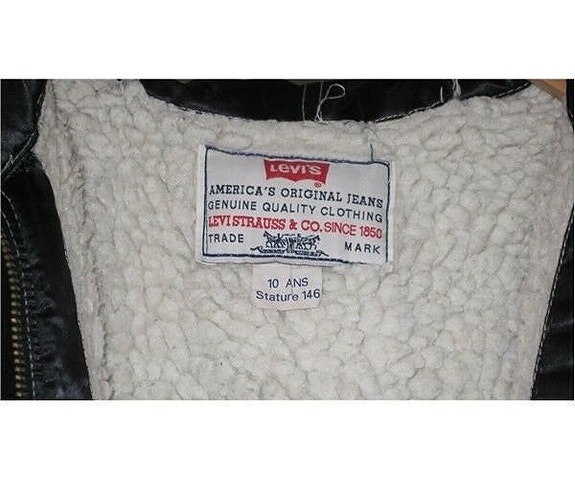 Levi's
®
AMERICA'S ORIGINAL JEANS
GENUINE QUALITY CLOTHING
LEVI STRAUSS & CO. SINCE 1850
TRADE MARK
10 ANS
Stature 146